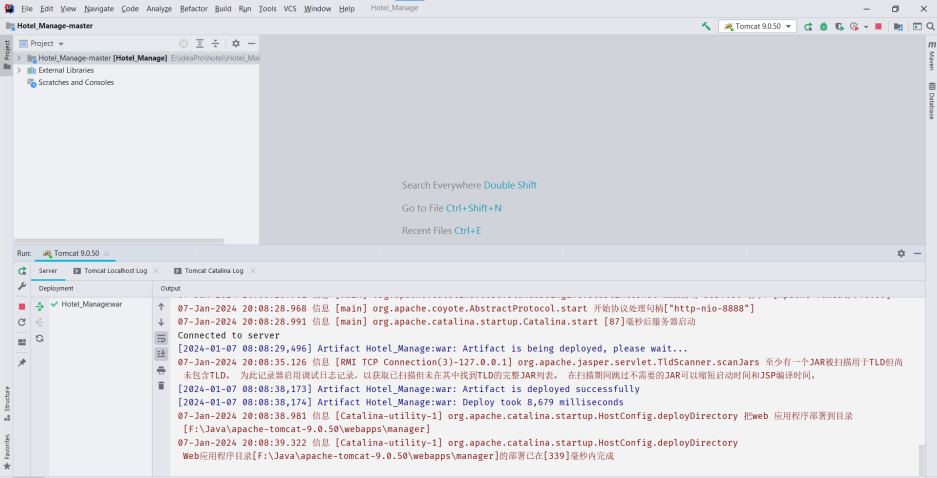 File Edit View Navigate Code Analyze Refactor Build Run Tools VCS Window Help Hotel_Manage
Hotel_Manage-master
Tomcat 9.0.50
Project
Project
Hotel_Manage-master [Hotel_Manage] E:\ideaPro\hotel\Hotel_Ma
External Libraries
Scratches and Consoles
Maven
Database
Search Everywhere Double Shift
Go to File Ctrl+Shift+N
Recent Files Ctrl+E
Run: Tomcat 9.0.50
Server Tomcat Localhost Log Tomcat Catalina Log
Deployment Output
Hotel_Manage:war
07-Jan-2024 20:08:28.968 信息 [main] org.apache.coyote.AbstractProtocol.start 开始协议处理句柄["http-nio-8888"]
07-Jan-2024 20:08:28.991 信息 [main] org.apache.catalina.startup.Catalina.start [87]毫秒后服务器启动
Connected to server
[2024-01-07 08:08:29,496] Artifact Hotel_Manage:war: Artifact is being deployed, please wait...
07-Jan-2024 20:08:35.126 信息 [RMI TCP Connection(3)-127.0.0.1] org.apache.jasper.servlet.TldScanner.scanJars 至少有一个JAR被扫描用于TLD但尚
未包含TLD。 为此记录器启用调试日志记录，以获取已扫描但未在其中找到TLD的完整JAR列表。 在扫描期间跳过不需要的JAR可以缩短启动时间和JSP编译时间。
[2024-01-07 08:08:38,173] Artifact Hotel_Manage:war: Artifact is deployed successfully
[2024-01-07 08:08:38,174] Artifact Hotel_Manage:war: Deploy took 8,679 milliseconds
07-Jan-2024 20:08:38.981 信息 [Catalina-utility-1] org.apache.catalina.startup.HostConfig.deployDirectory 把web 应用程序部署到目录
[F:\Java\apache-tomcat-9.0.50\webapps\manager]
07-Jan-2024 20:08:39.322 信息 [Catalina-utility-1] org.apache.catalina.startup.HostConfig.deployDirectory
Web应用程序目录[F:\Java\apache-tomcat-9.0.50\webapps\manager]的部署已在[339]毫秒内完成
Structure
Favorites